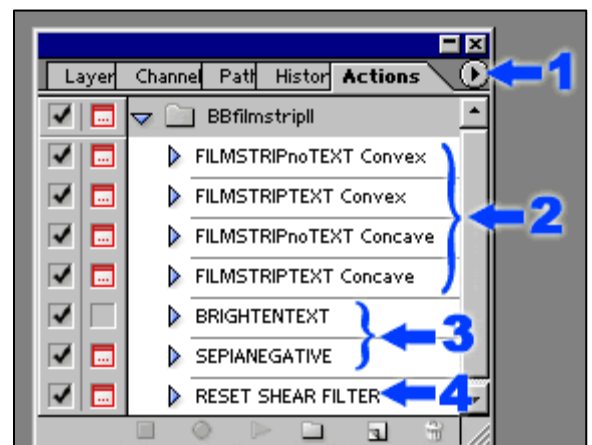 Layer Channel Path Histor Actions 1
BBfilmstripII
FILMSTRIPnoTEXT Convex
FILMSTRIPTEXT Convex
2
FILMSTRIPnoTEXT Concave
FILMSTRIPTEXT Concave
BRIGHTENTEXT
3
SEPIANEGATIVE
RESET SHEAR FILTER 4